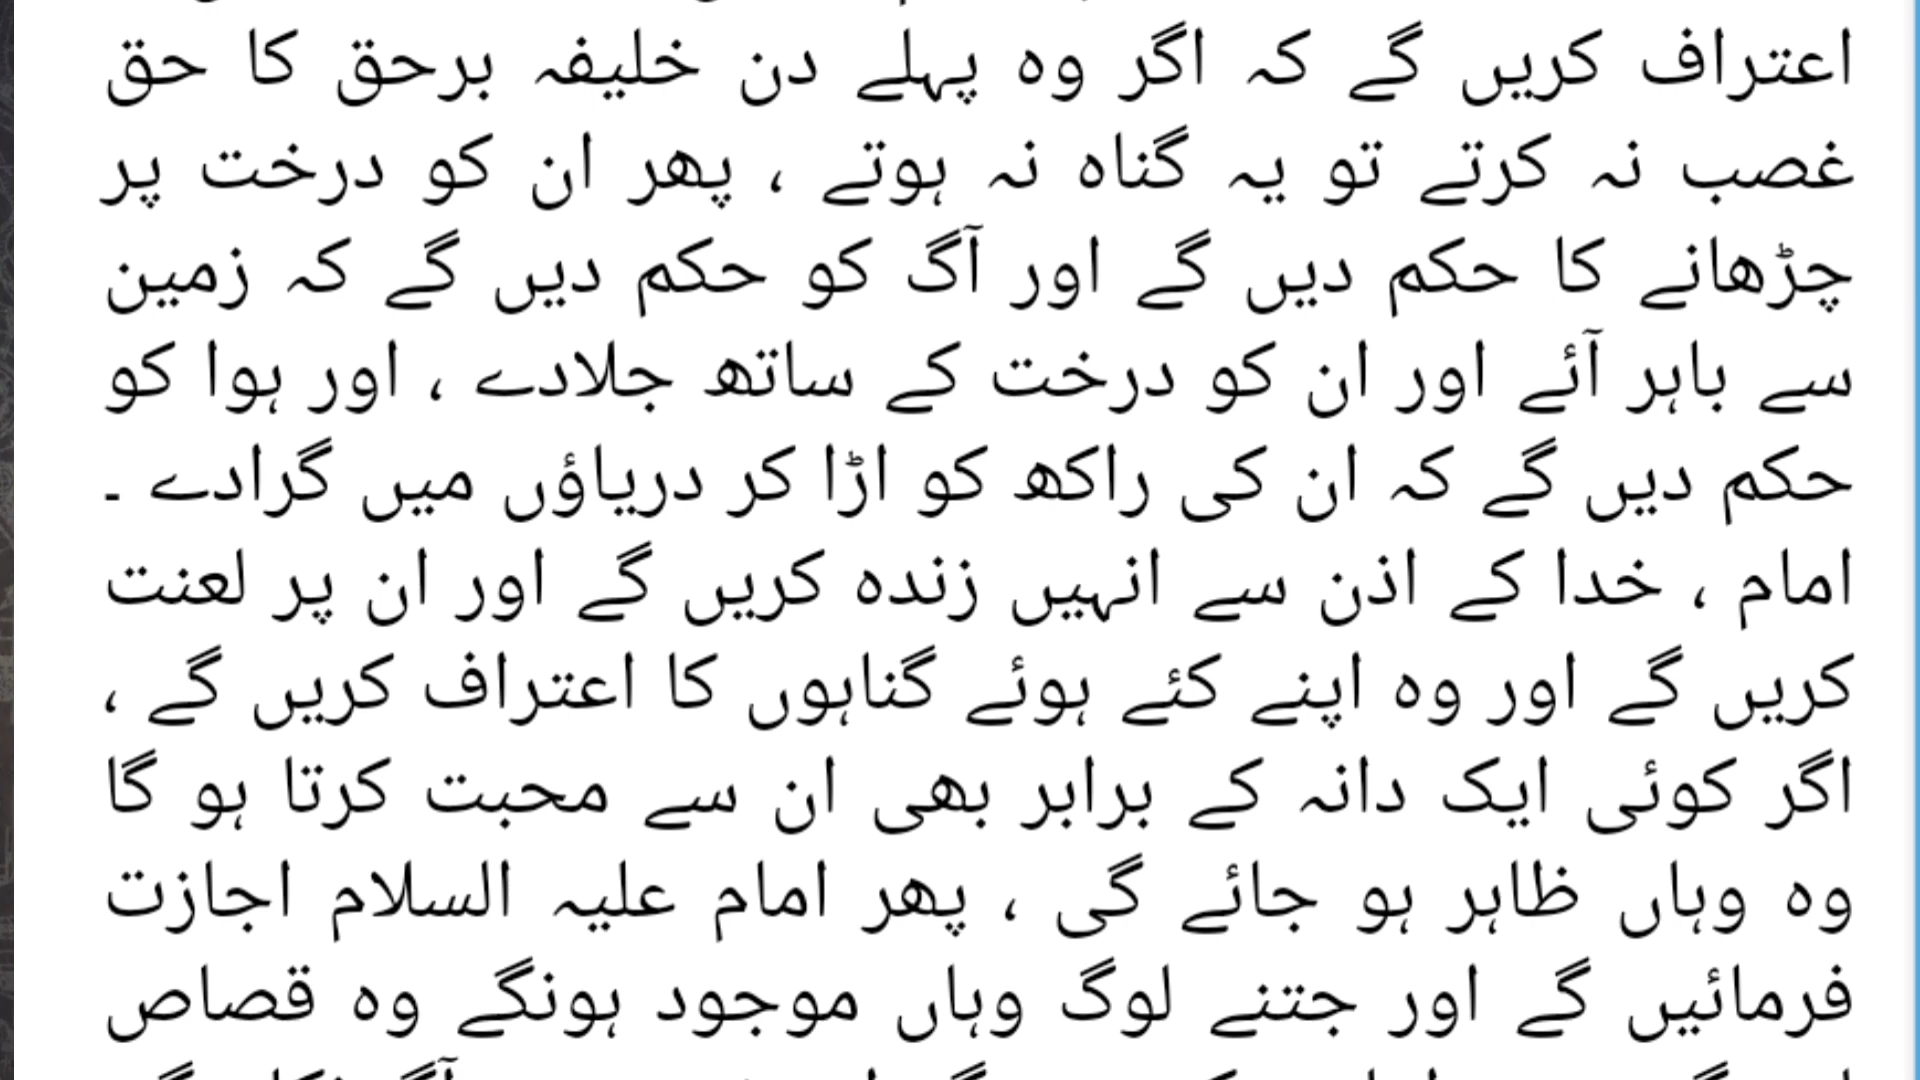 اعتراف کریں گے کہ اگر وہ پہلے دن خلیفہ برحق کا حق
غصب نہ کرتے تو یہ گناہ نہ ہوتے ، پھر ان کو درخت پر
چڑھانے کا حکم دیں گے اور آگ کو حکم دیں گے کہ زمین
سے باہر آئے اور ان کو درخت کے ساتھ جلادے ، اور ہوا کو
حکم دیں گے کہ ان کی راکھ کو اڑا کر دریاؤں میں گرادے ۔
امام ، خدا کے اذن سے انہیں زندہ کریں گے اور ان پر لعنت
کریں گے اور وہ اپنے کئے ہوئے گناہوں کا اعتراف کریں گے ،
اگر کوئی ایک دانہ کے برابر بھی ان سے محبت کرتا ہو گا
وہ وہاں ظاہر ہو جائے گی ، پھر امام علیہ السلام اجازت
فرمائیں گے اور جتنے لوگ وہاں موجود ہونگے وہ قصاص